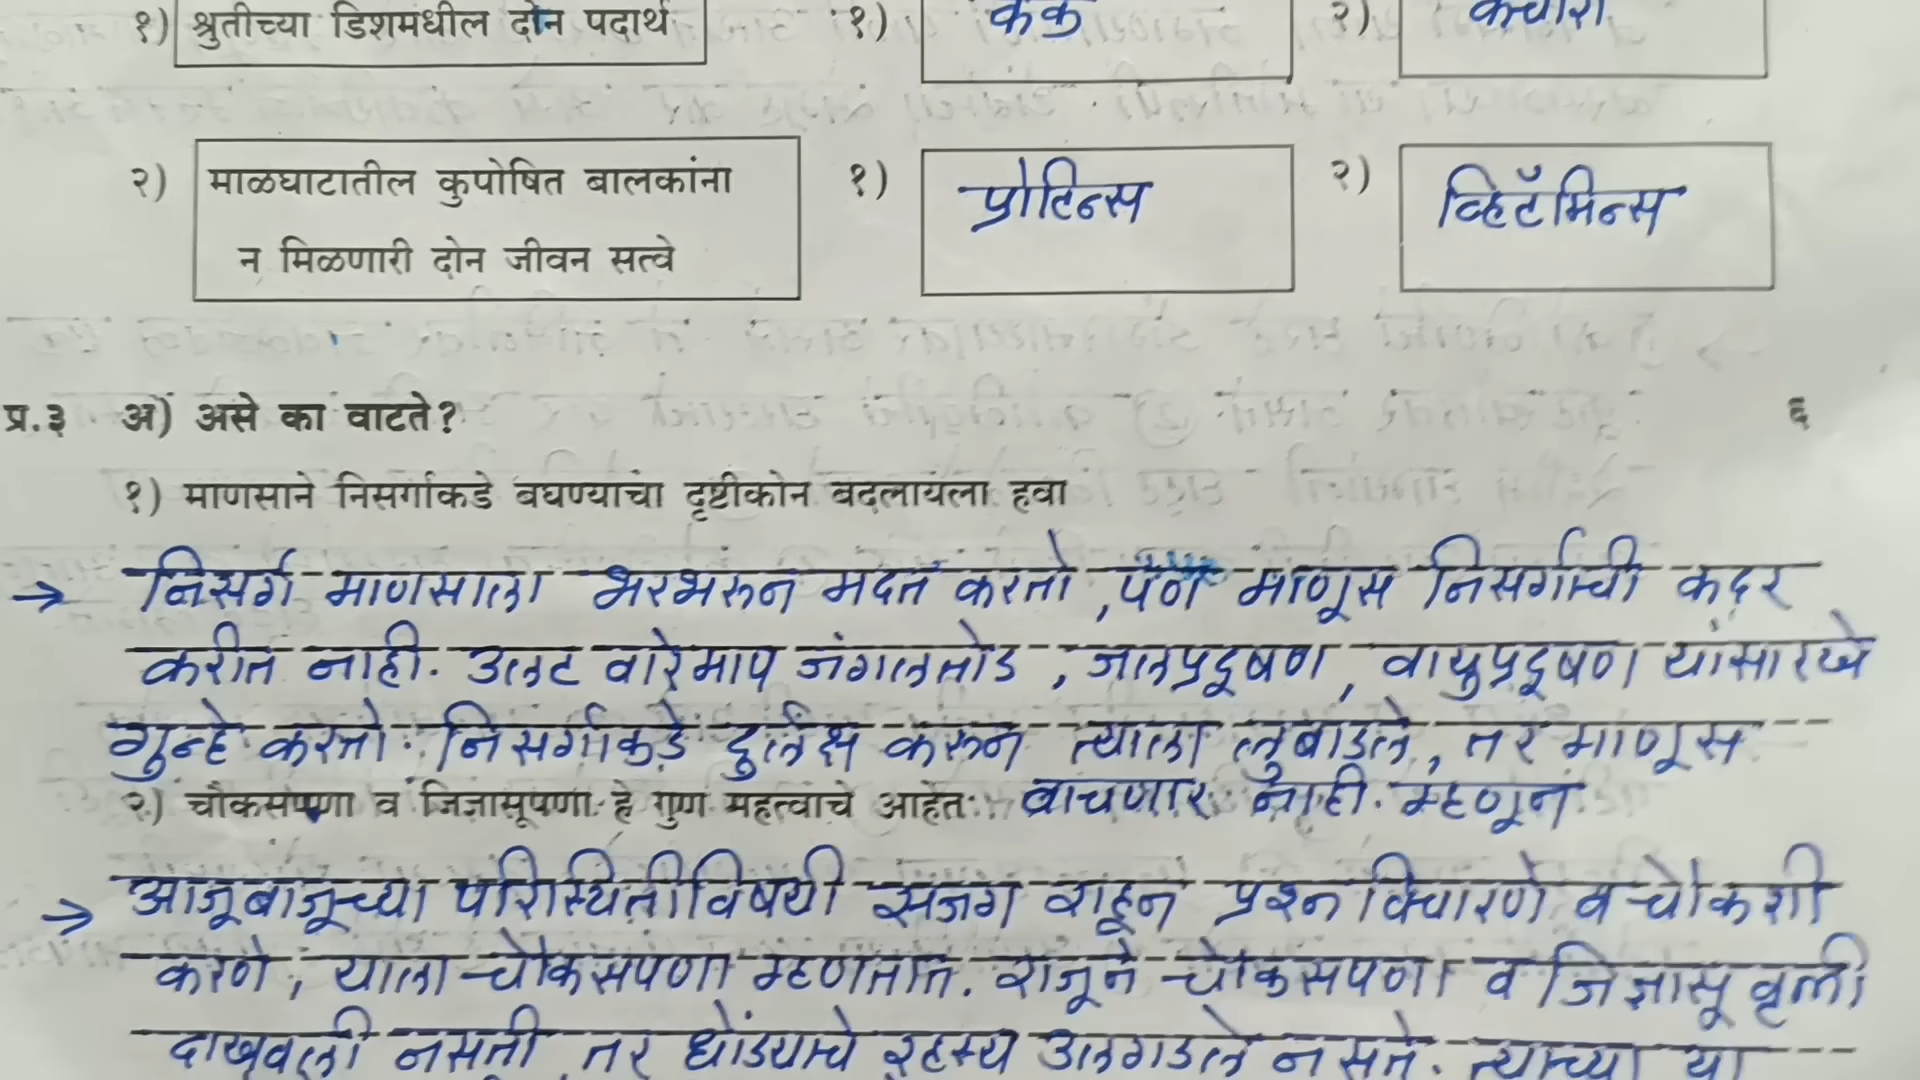 १) श्रुतीच्या डिशमधील दोन पदार्थ १) केक २) कचोरी
२) माळघाटातील कुपोषित बालकांना १) प्रोटिन्स २) व्हिटॅमिन्स
न मिळणारी दोन जीवन सत्वे
प्र.३ अ) असे का वाटते? ६
१) माणसाने निसर्गाकडे बघण्याचा दृष्टीकोन बदलायला हवा
→ निसर्ग माणसाला भरभरून मदत करतो, पण माणूस निसर्गाची कदर
करीत नाही. उलट वारेमाप जंगलतोड, जलप्रदूषण, वायुप्रदूषण यांसारखे
गुन्हे करतो. निसर्गाकडे दुर्लक्ष करून त्याला लुबाडले, तर माणूस
२) चौकसपणा व जिज्ञासूपणा हे गुण महत्वाचे आहेत. वाचणार नाही. म्हणून
→ आजूबाजूच्या परिस्थितीविषयी सजग राहून प्रश्न विचारणे व चौकशी
करणे, याला चौकसपणा म्हणतात. राजूने चौकसपणा व जिज्ञासू वृत्ती
दाखवली नसती, तर धोंड्याचे रहस्य उलगडले नसते. त्याच्या या